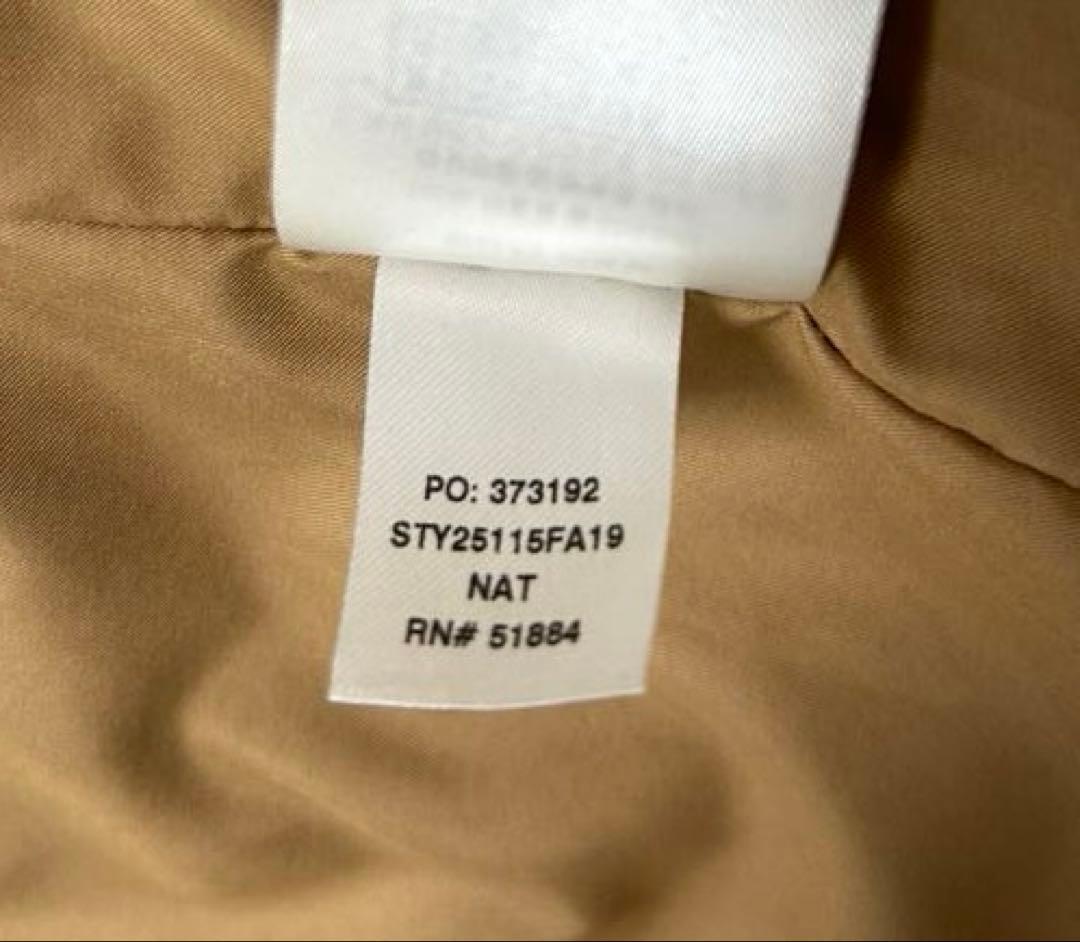 PO: 373192
STY25115FA19
NAT
RN# 51884